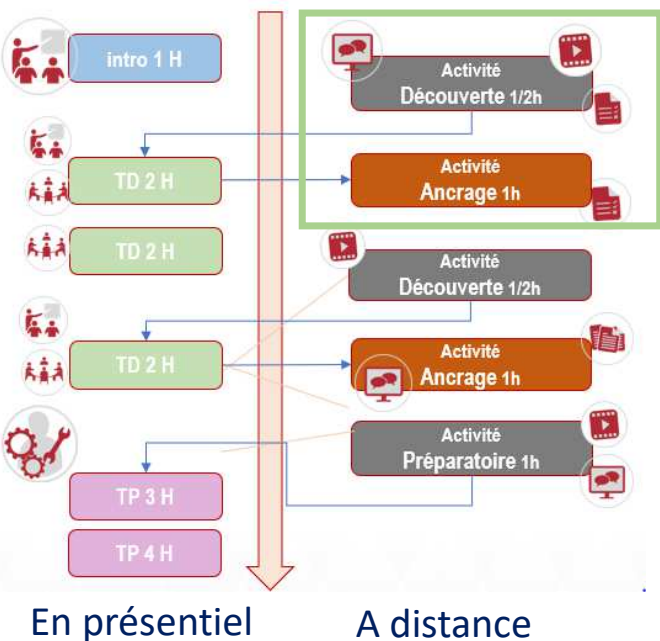 intro 1 H
Activité
Découverte 1/2h
TD 2 H
Activité
Ancrage 1h
TD 2 H
Activité
Découverte 1/2h
TD 2 H
Activité
Ancrage 1h
Activité
Préparatoire 1h
TP 3 H
TP 4 H
En présentiel
A distance